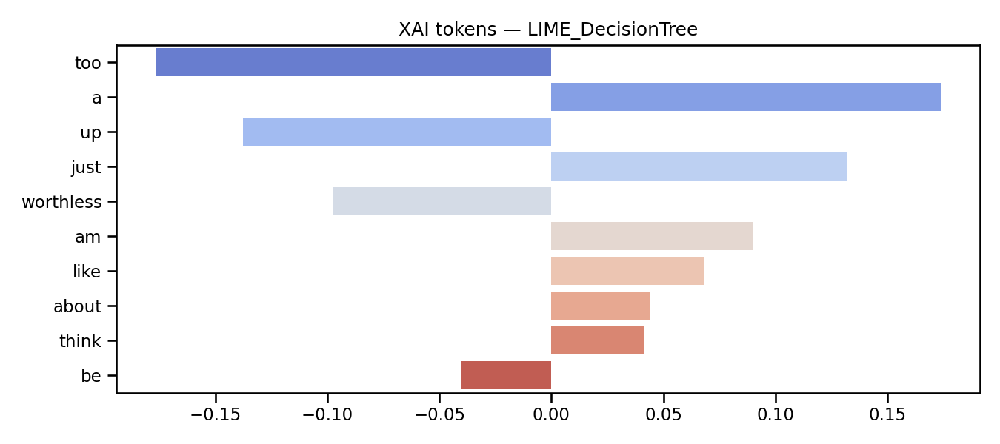 XAI tokens — LIME_DecisionTree
too
a
up
just
worthless
am
like
about
think
be
−0.15 −0.10 −0.05 0.00 0.05 0.10 0.15